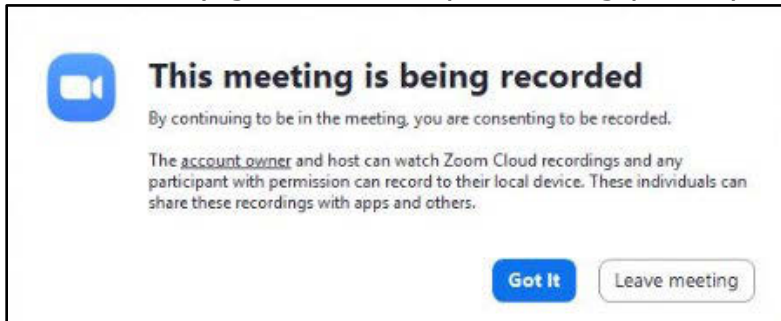 This meeting is being recorded
By continuing to be in the meeting, you are consenting to be recorded.
The account owner and host can watch Zoom Cloud recordings and any
participant with permission can record to their local device. These individuals can
share these recordings with apps and others.
Got It
Leave meeting